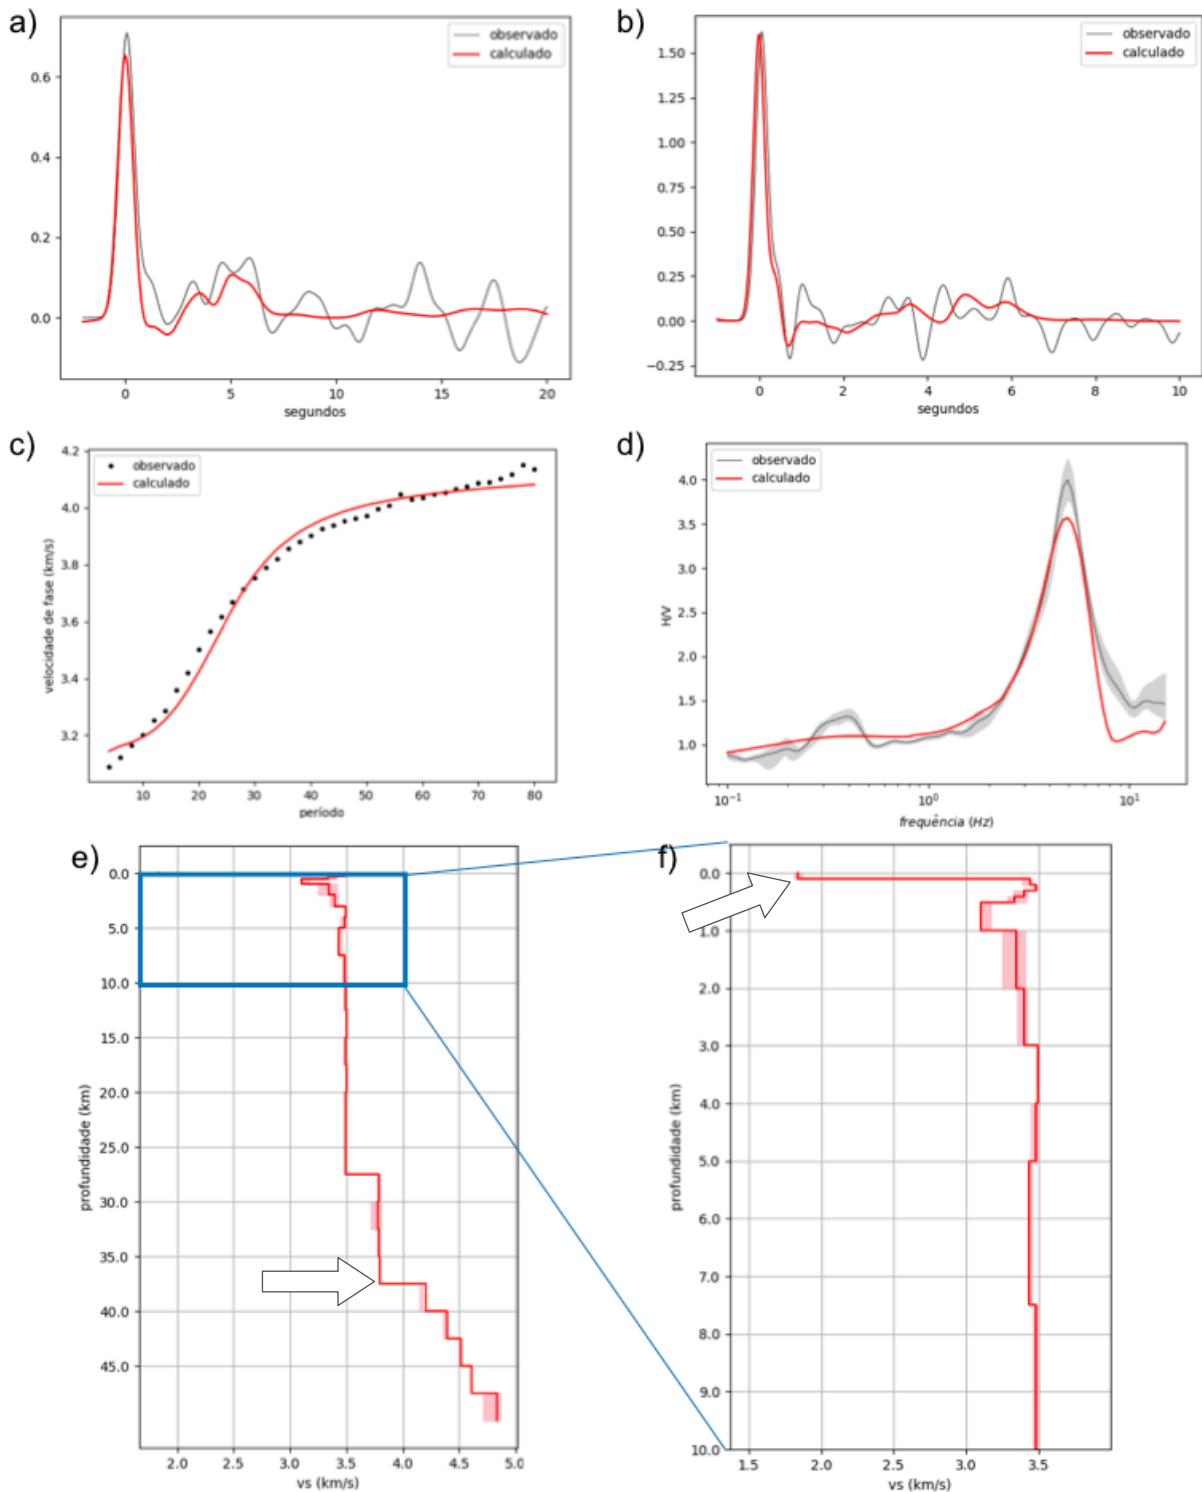 a)
observado
calculado
0.6
0.4
0.2
0.0
0 5 10 15 20
segundos
b)
observado
calculado
1.50
1.25
1.00
0.75
0.50
0.25
0.00
−0.25
0 2 4 6 8 10
segundos
c)
observado
calculado
velocidade de fase (km/s)
4.2
4.0
3.8
3.6
3.4
3.2
10 20 30 40 50 60 70 80
período
d)
observado
calculado
H/V
4.0
3.5
3.0
2.5
2.0
1.5
1.0
10⁻¹ 10⁰ 10¹
frequência (Hz)
e)
profundidade (km)
0.0
5.0
10.0
15.0
20.0
25.0
30.0
35.0
40.0
45.0
2.0 2.5 3.0 3.5 4.0 4.5 5.0
vs (km/s)
f)
profundidade (km)
0.0
1.0
2.0
3.0
4.0
5.0
6.0
7.0
8.0
9.0
10.0
1.5 2.0 2.5 3.0 3.5
vs (km/s)